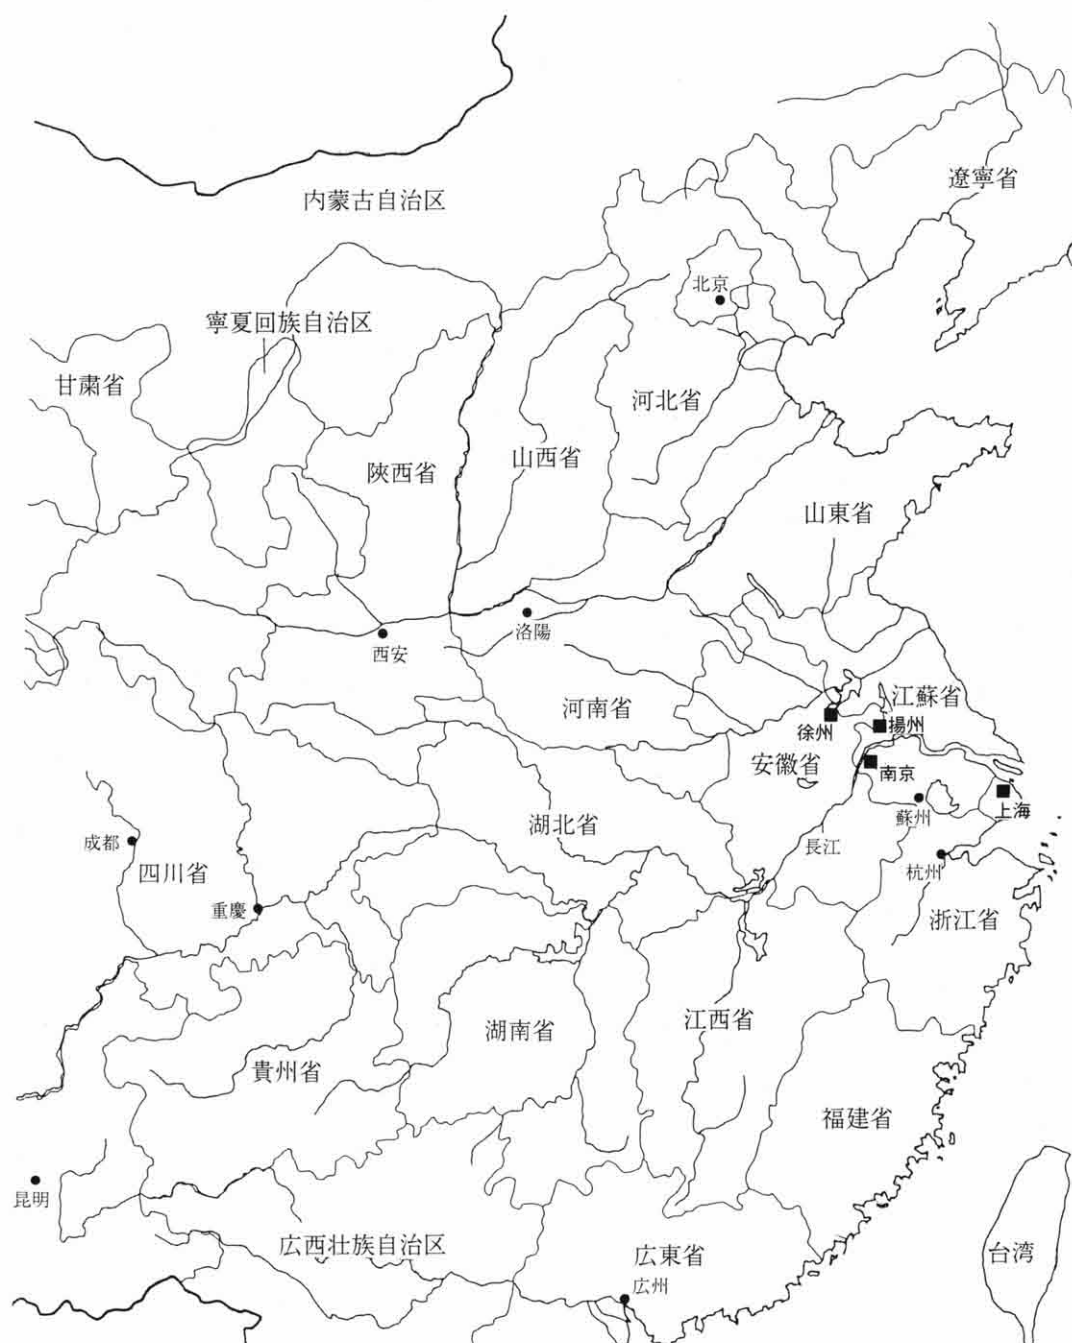 遼寧省
内蒙古自治区
北京
寧夏回族自治区
甘粛省
河北省
山西省
陝西省
山東省
洛陽
西安
江蘇省
河南省
揚州
徐州
安徽省
南京
上海
蘇州
湖北省
成都
長江
四川省
杭州
重慶
浙江省
江西省
湖南省
貴州省
福建省
昆明
広西壮族自治区
広東省
台湾
広州